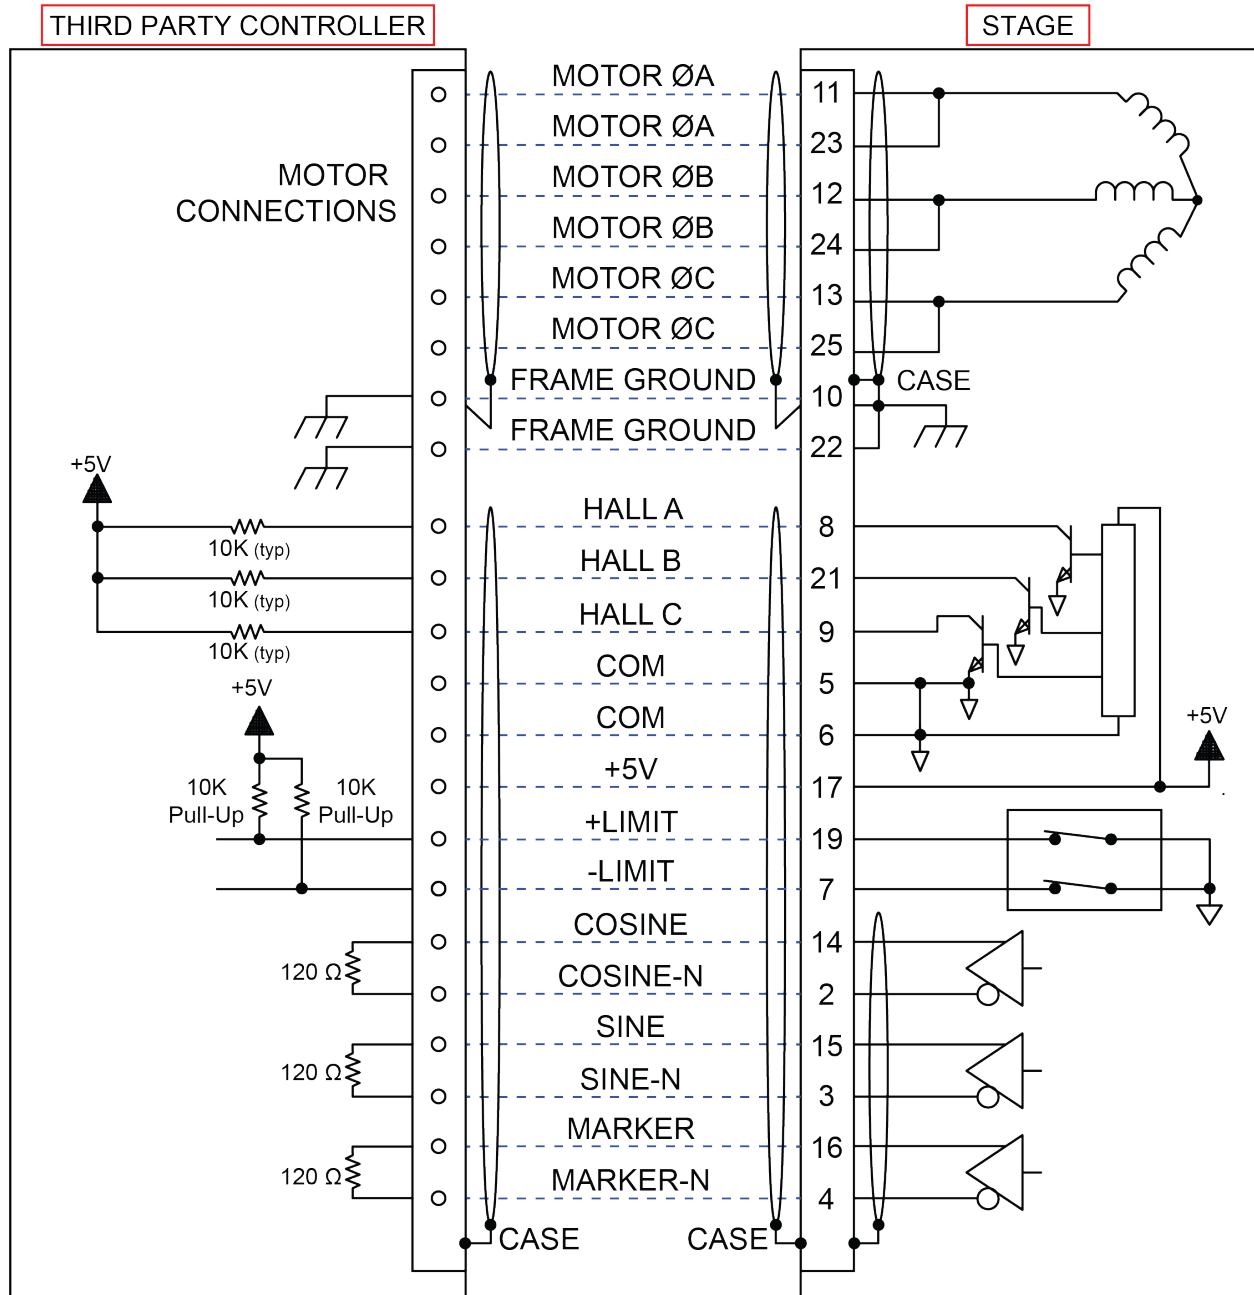 THIRD PARTY CONTROLLER
STAGE
MOTOR CONNECTIONS
MOTOR ØA
11
MOTOR ØA
23
MOTOR ØB
12
MOTOR ØB
24
MOTOR ØC
13
MOTOR ØC
25
FRAME GROUND
10
CASE
FRAME GROUND
22
+5V
HALL A
8
10K (typ)
HALL B
21
10K (typ)
HALL C
9
10K (typ)
COM
5
+5V
COM
6
+5V
+5V
17
10K
Pull-Up
10K
Pull-Up
+LIMIT
19
-LIMIT
7
COSINE
14
120 Ω
COSINE-N
2
SINE
15
120 Ω
SINE-N
3
MARKER
16
120 Ω
MARKER-N
4
CASE
CASE